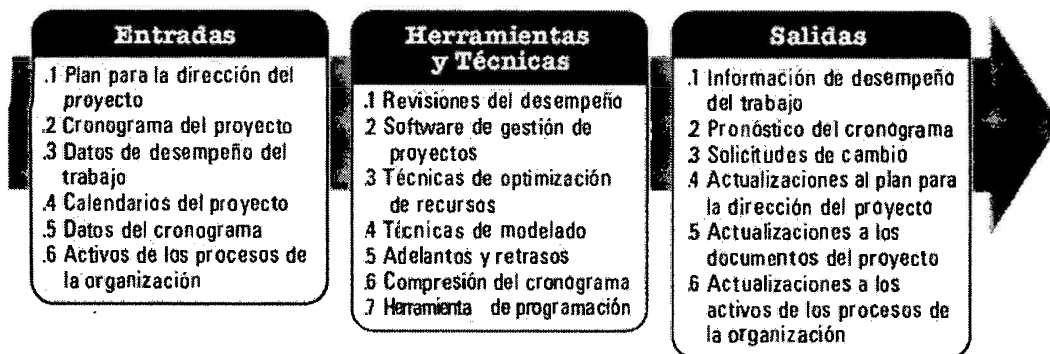 Entradas
.1 Plan para la dirección del
proyecto
.2 Cronograma del proyecto
.3 Datos de desempeño del
trabajo
.4 Calendarios del proyecto
.5 Datos del cronograma
.6 Activos de los procesos de
la organización
Herramientas
y Técnicas
.1 Revisiones del desempeño
.2 Software de gestión de
proyectos
.3 Técnicas de optimización
de recursos
.4 Técnicas de modelado
.5 Adelantos y retrasos
.6 Compresión del cronograma
.7 Herramienta de programación
Salidas
.1 Información de desempeño
del trabajo
.2 Pronóstico del cronograma
.3 Solicitudes de cambio
.4 Actualizaciones al plan para
la dirección del proyecto
.5 Actualizaciones a los
documentos del proyecto
.6 Actualizaciones a los
activos de los procesos de
la organización